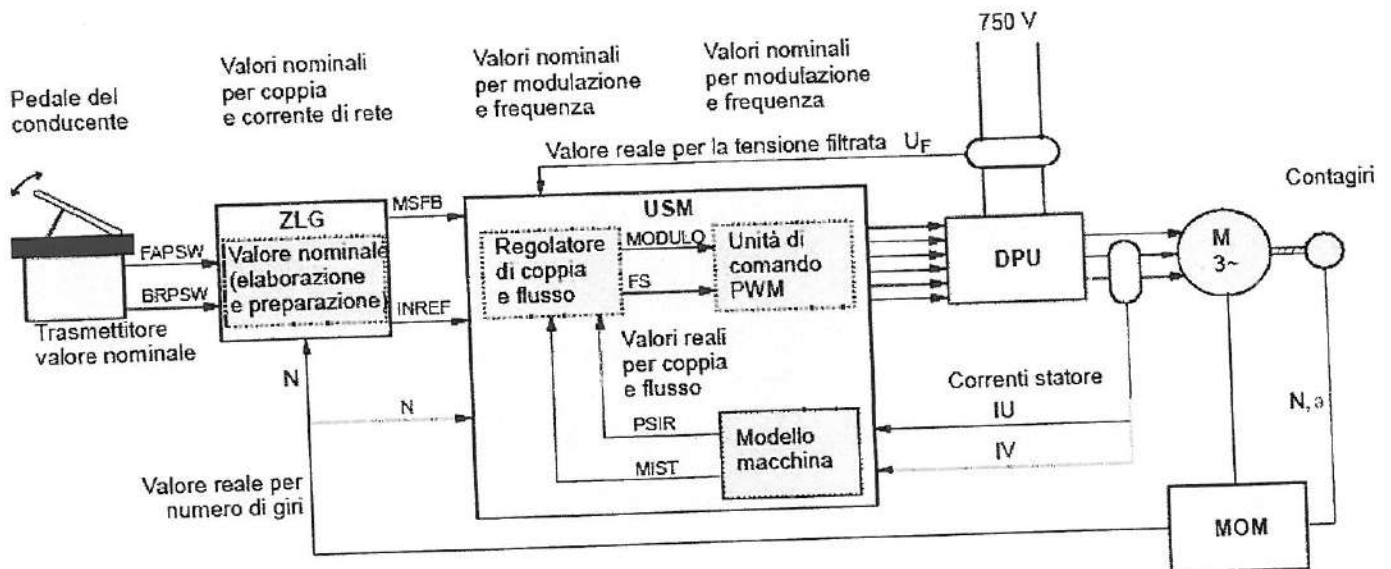 750 V
Valori nominali
per coppia
e corrente di rete
Valori nominali
per modulazione
e frequenza
Valori nominali
per modulazione
e frequenza
Pedale del
conducente
Valore reale per la tensione filtrata UF
Contagiri
ZLG
MSFB
USM
FAPSW
BRPSW
Valore nominale
(elaborazione
e preparazione)
INREF
Regolatore
di coppia
e flusso
MODULO
FS
Unità di
comando
PWM
DPU
M
3~
Trasmettitore
valore nominale
N
N
Valori reali
per coppia
e flusso
Correnti statore
IU
IV
N, a
PSIR
MIST
Modello
macchina
Valore reale per
numero di giri
MOM